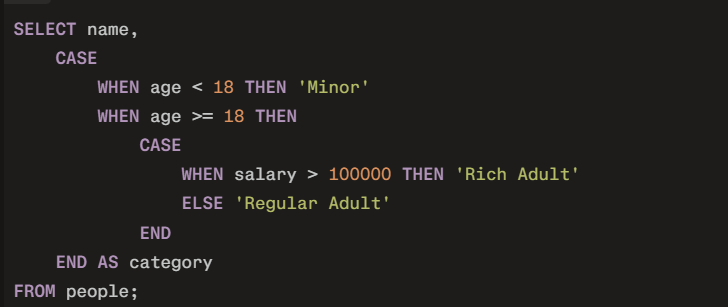 SELECT name,
    CASE
        WHEN age < 18 THEN 'Minor'
        WHEN age >= 18 THEN
            CASE
                WHEN salary > 100000 THEN 'Rich Adult'
                ELSE 'Regular Adult'
            END
    END AS category
FROM people;